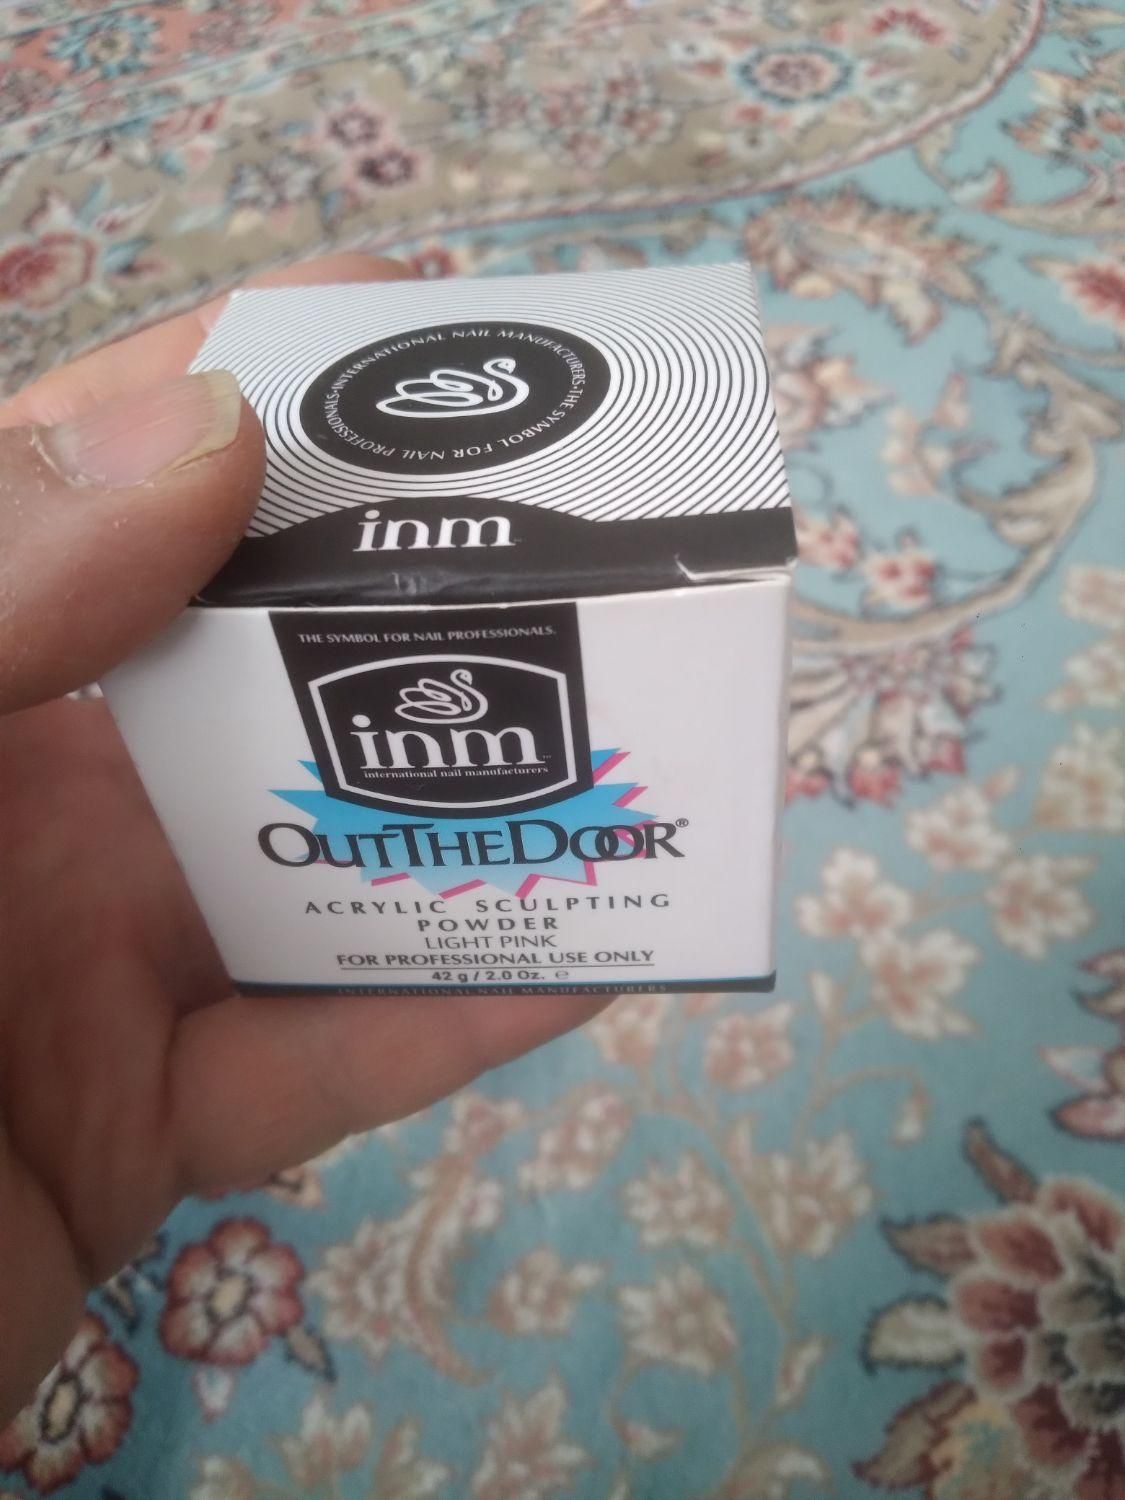 INTERNATIONAL NAIL MANUFACTURERS•THE SYMBOL FOR NAIL PROFESSIONALS•
inm
THE SYMBOL FOR NAIL PROFESSIONALS.
inm
international nail manufacturers
OUTTHEDOOR®
ACRYLIC SCULPTING
POWDER
LIGHT PINK
FOR PROFESSIONAL USE ONLY
42 g / 2.0 Oz. ℮
INTERNATIONAL NAIL MANUFACTURERS